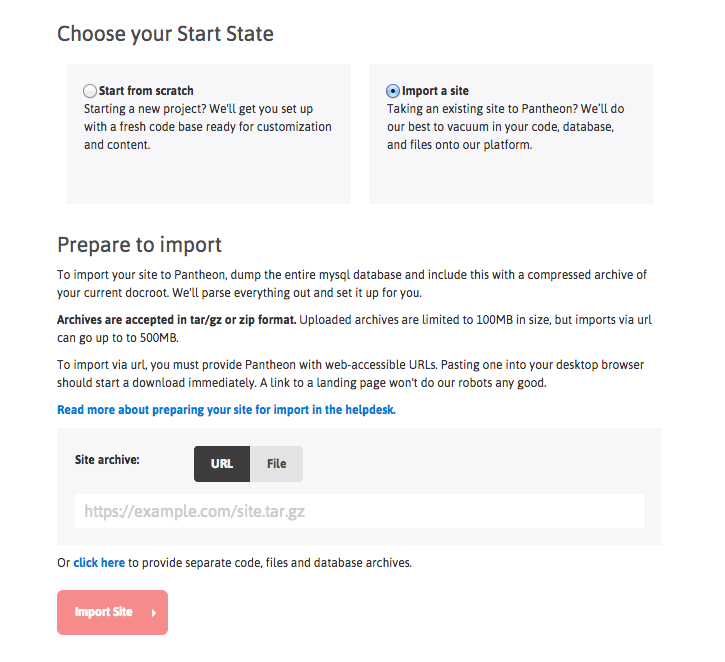 Choose your Start State
Start from scratch
Starting a new project? We'll get you set up
with a fresh code base ready for customization
and content.
Import a site
Taking an existing site to Pantheon? We'll do
our best to vacuum in your code, database,
and files onto our platform.
Prepare to import
To import your site to Pantheon, dump the entire mysql database and include this with a compressed archive of
your current docroot. We'll parse everything out and set it up for you.
Archives are accepted in tar/gz or zip format. Uploaded archives are limited to 100MB in size, but imports via url
can go up to to 500MB.
To import via url, you must provide Pantheon with web-accessible URLs. Pasting one into your desktop browser
should start a download immediately. A link to a landing page won't do our robots any good.
Read more about preparing your site for import in the helpdesk.
Site archive:
URL
File
https://example.com/site.tar.gz
Or click here to provide separate code, files and database archives.
Import Site